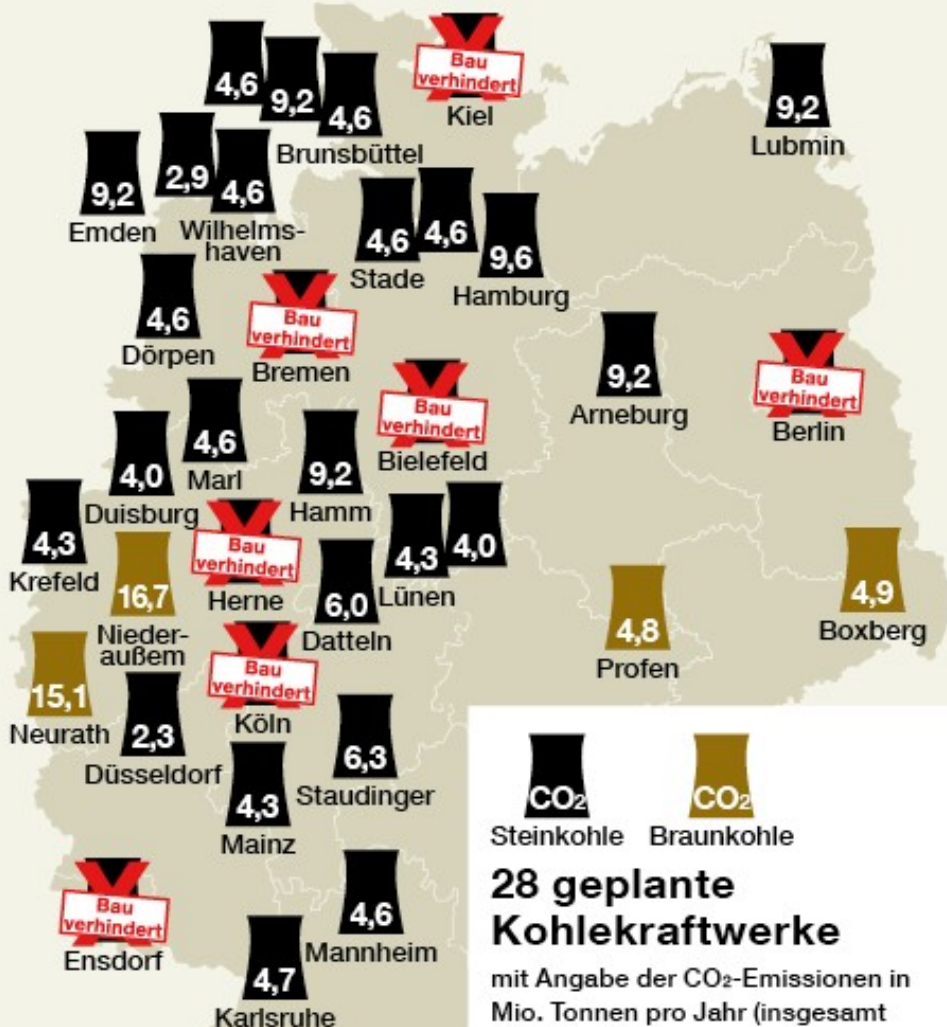 4,6
9,2
4,6
Brunsbüttel
Bau
verhindert
Kiel
9,2
Lubmin
9,2
Emden
2,9
4,6
Wilhelms-
haven
4,6
4,6
Stade
9,6
Hamburg
4,6
Dörpen
Bau
verhindert
Bremen
9,2
Arneburg
Bau
verhindert
Berlin
Bau
verhindert
Bielefeld
4,6
Marl
4,0
Duisburg
9,2
Hamm
4,3
Krefeld
16,7
Nieder-
außem
Bau
verhindert
Herne
6,0
Datteln
4,3
4,0
Lünen
4,8
Profen
4,9
Boxberg
15,1
Neurath
2,3
Düsseldorf
Bau
verhindert
Köln
4,3
Mainz
6,3
Staudinger
Bau
verhindert
Ensdorf
4,6
Mannheim
4,7
Karlsruhe
CO₂
Steinkohle
CO₂
Braunkohle
28 geplante
Kohlekraftwerke
mit Angabe der CO₂-Emissionen in
Mio. Tonnen pro Jahr (insgesamt